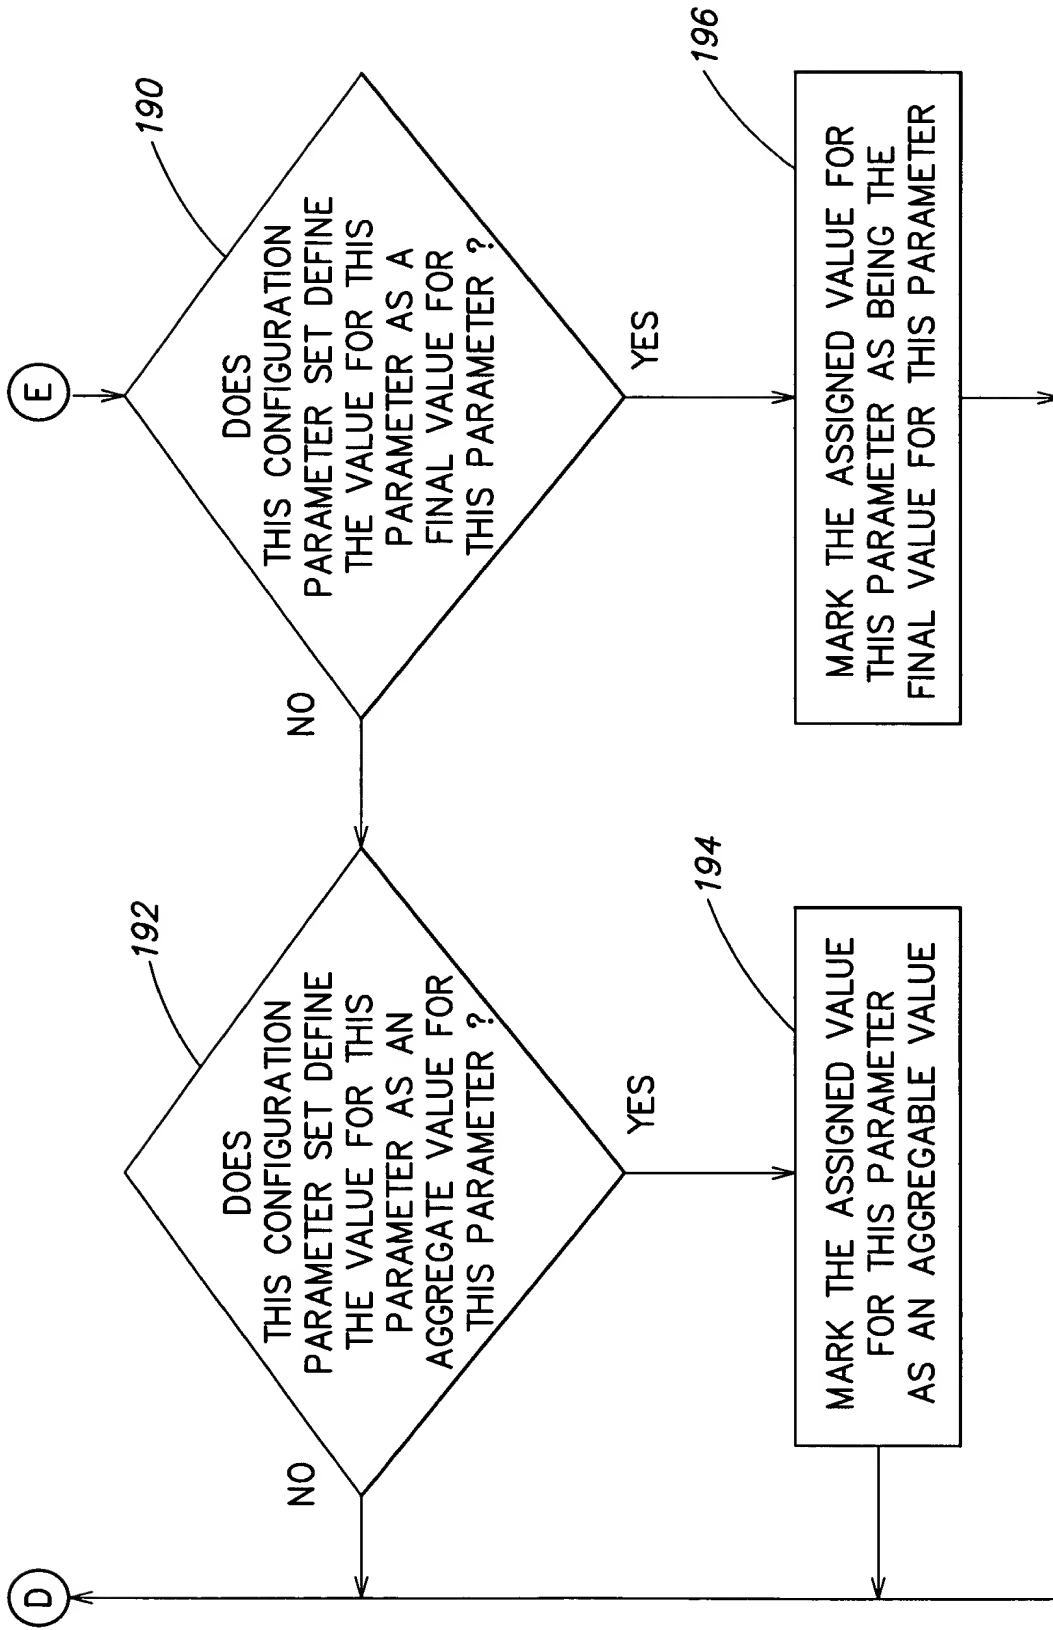 E
190
DOES
THIS CONFIGURATION
PARAMETER SET DEFINE
THE VALUE FOR THIS
PARAMETER AS A
FINAL VALUE FOR
THIS PARAMETER ?
YES
NO
196
MARK THE ASSIGNED VALUE FOR
THIS PARAMETER AS BEING THE
FINAL VALUE FOR THIS PARAMETER
192
DOES
THIS CONFIGURATION
PARAMETER SET DEFINE
THE VALUE FOR THIS
PARAMETER AS AN
AGGREGATE VALUE FOR
THIS PARAMETER ?
YES
NO
194
MARK THE ASSIGNED VALUE
FOR THIS PARAMETER
AS AN AGGREGABLE VALUE
D